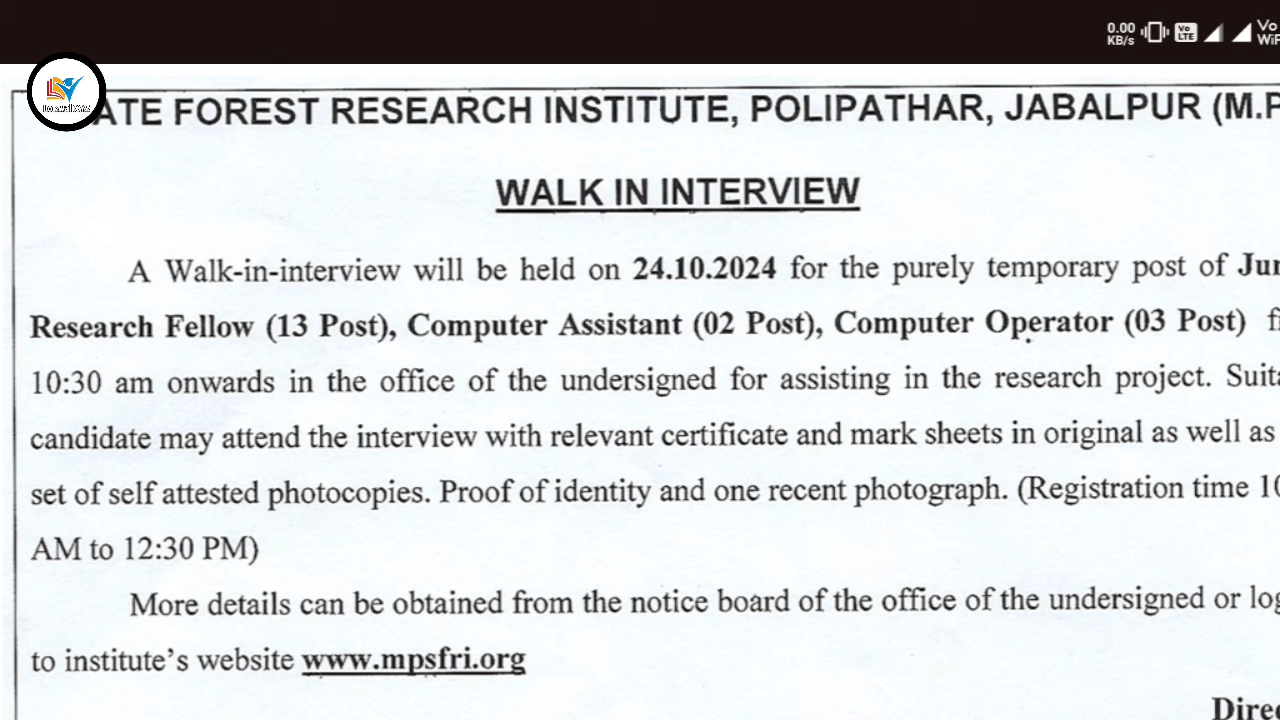 0.00
KB/s
Vo
LTE
Vo
WiF
ATE FOREST RESEARCH INSTITUTE, POLIPATHAR, JABALPUR (M.P
WALK IN INTERVIEW
A Walk-in-interview will be held on 24.10.2024 for the purely temporary post of Jun
Research Fellow (13 Post), Computer Assistant (02 Post), Computer Operator (03 Post) f
10:30 am onwards in the office of the undersigned for assisting in the research project. Suita
candidate may attend the interview with relevant certificate and mark sheets in original as well as
set of self attested photocopies. Proof of identity and one recent photograph. (Registration time 10
AM to 12:30 PM)
More details can be obtained from the notice board of the office of the undersigned or log
to institute's website www.mpsfri.org
Direc